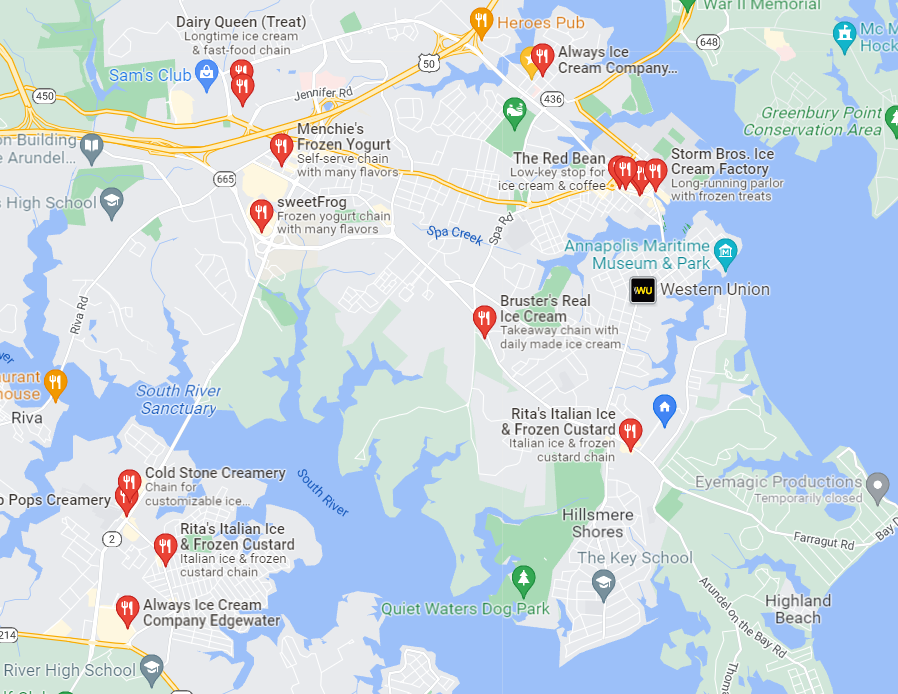 War II Memorial
Dairy Queen (Treat)
Longtime ice cream
& fast-food chain
Heroes Pub
648
Mc M
Hock
50
Always Ice
Cream Company...
Sam's Club
Jennifer Rd
450
436
Greenbury Point
Conservation Area
on Building
e Arundel...
Menchie's
Frozen Yogurt
Self-serve chain
with many flavors
The Red Bean
Low-key stop for
ice cream & coffee
Storm Bros. Ice
Cream Factory
Long-running parlor
with frozen treats
665
s High School
sweetFrog
Frozen yogurt chain
with many flavors
Spa Rd
Spa Creek
Annapolis Maritime
Museum & Park
WU
Western Union
Riva Rd
Bruster's Real
Ice Cream
Takeaway chain with
daily made ice cream
ver
aurant
house
Riva
South River
Sanctuary
Rita's Italian Ice
& Frozen Custard
Italian ice & frozen
custard chain
Cold Stone Creamery
Chain for
customizable ice...
p Pops Creamery
South River
Eyemagic Productions
Temporarily closed
Hillsmere
Shores
2
Rita's Italian Ice
& Frozen Custard
Italian ice & frozen
custard chain
Farragut Rd
Bay D
The Key School
Always Ice Cream
Company Edgewater
Quiet Waters Dog Park
Arundel on the Bay Rd
Highland
Beach
214
River High School
Thom
olf Club